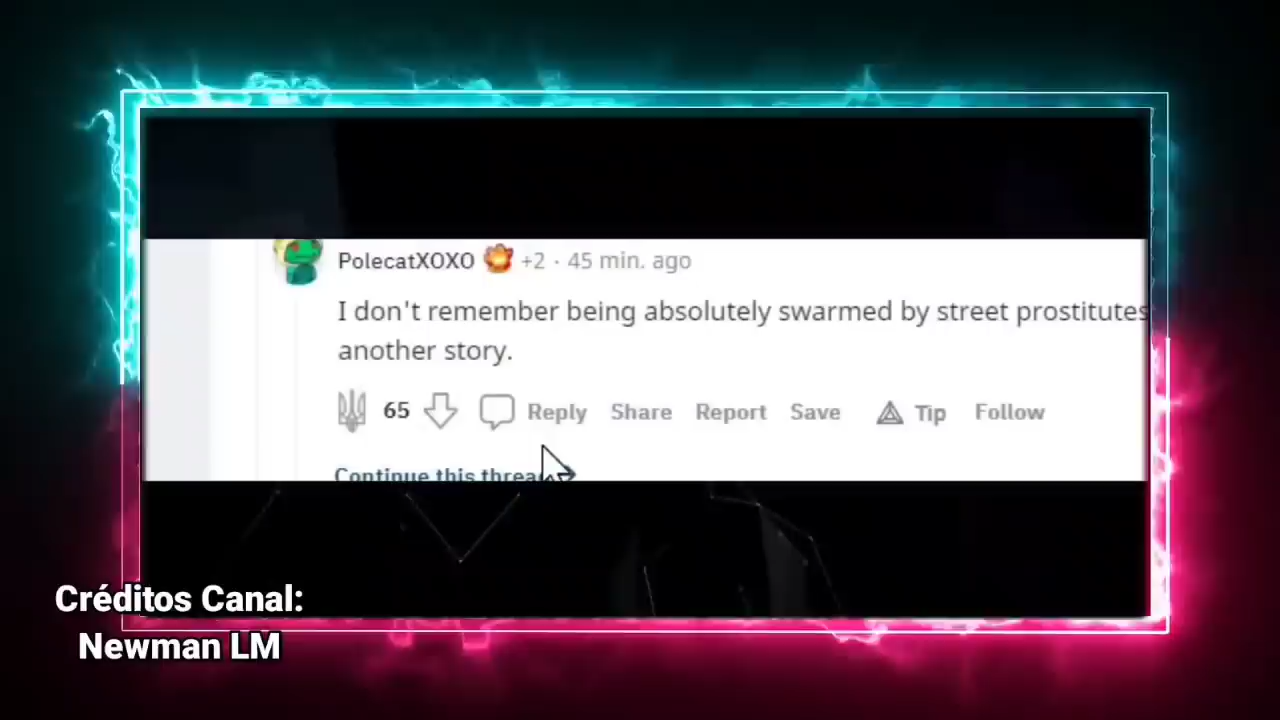 PolecatXOXO +2 · 45 min. ago
I don't remember being absolutely swarmed by street prostitutes
another story.
65 Reply Share Report Save Tip Follow
Continue this thread
Créditos Canal:
Newman LM